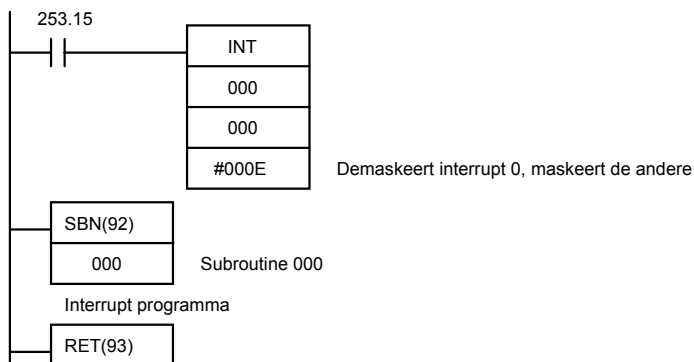 253.15
INT
000
000
#000E Demaskeert interrupt 0, maskeert de andere
SBN(92)
000 Subroutine 000
Interrupt programma
RET(93)